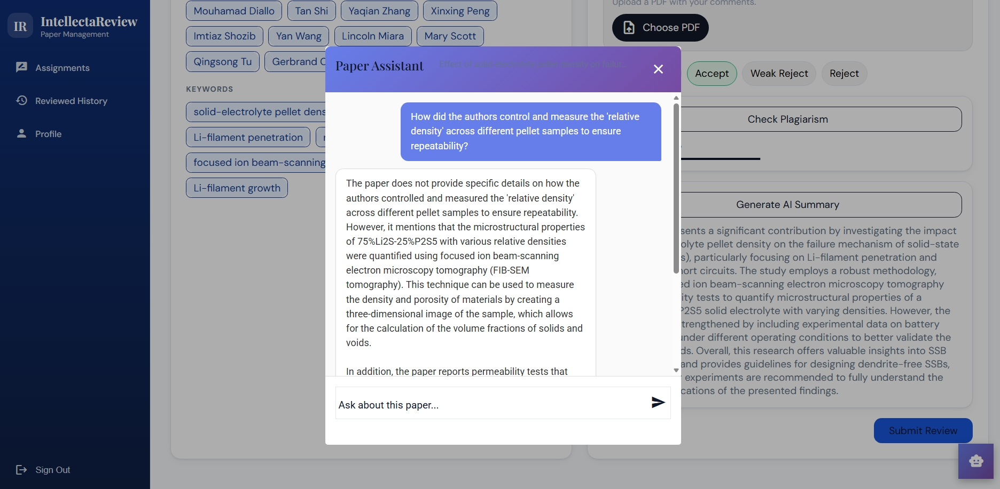 IR
IntellectaReview
Paper Management
Assignments
Reviewed History
Profile
Sign Out
Mouhamad Diallo
Tan Shi
Yaqian Zhang
Xinxing Peng
Imtiaz Shozib
Yan Wang
Lincoln Miara
Mary Scott
Qingsong Tu
Gerbrand
KEYWORDS
solid-electrolyte pellet
Li-filament penetration
focused ion beam-scanning
Li-filament growth
Paper Assistant
Effect of solid-electrolyte pellet density on failur...
How did the authors control and measure the 'relative
density' across different pellet samples to ensure
repeatability?
The paper does not provide specific details on how the
authors controlled and measured the 'relative density'
across different pellet samples to ensure repeatability.
However, it mentions that the microstructural properties
of 75%Li2S-25%P2S5 with various relative densities
were quantified using focused ion beam-scanning
electron microscopy tomography (FIB-SEM
tomography). This technique can be used to measure
the density and porosity of materials by creating a
three-dimensional image of the sample, which allows
for the calculation of the volume fractions of solids and
voids.
In addition, the paper reports permeability tests that
Ask about this paper...
Upload a PDF with your comments.
Choose PDF
Accept
Weak Reject
Reject
Check Plagiarism
Generate AI Summary
a significant contribution by investigating the impact
pellet density on the failure mechanism of solid-state
particularly focusing on Li-filament penetration and
circuits. The study employs a robust methodology,
ion beam-scanning electron microscopy tomography
tests to quantify microstructural properties of a
solid electrolyte with varying densities. However, the
by including experimental data on battery
different operating conditions to better validate the
Overall, this research offers valuable insights into SSB
and provides guidelines for designing dendrite-free SSBs,
experiments are recommended to fully understand the
of the presented findings.
Submit Review